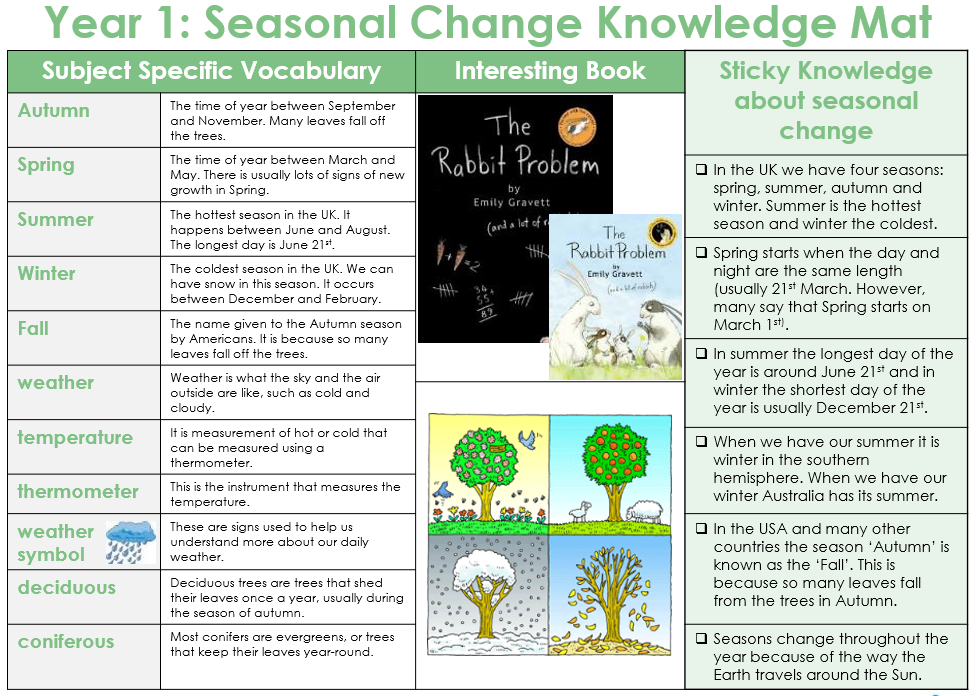 Year 1: Seasonal Change Knowledge Mat
Subject Specific Vocabulary
Autumn
The time of year between September
and November. Many leaves fall off
the trees.
Spring
The time of year between March and
May. There is usually lots of signs of new
growth in Spring.
Summer
The hottest season in the UK. It
happens between June and August.
The longest day is June 21st.
Winter
The coldest season in the UK. We can
have snow in this season. It occurs
between December and February.
Fall
The name given to the Autumn season
by Americans. It is because so many
leaves fall off the trees.
weather
Weather is what the sky and the air
outside are like, such as cold and
cloudy.
temperature
It is measurement of hot or cold that
can be measured using a
thermometer.
thermometer
This is the instrument that measures the
temperature.
weather
symbol
These are signs used to help us
understand more about our daily
weather.
deciduous
Deciduous trees are trees that shed
their leaves once a year, usually during
the season of autumn.
coniferous
Most conifers are evergreens, or trees
that keep their leaves year-round.
Interesting Book
The
Rabbit Problem
by
Emily Gravett
(and a lot of
34+
55
89
The
Rabbit Problem
by
Emily Gravett
(and a lot of rabbits)
Sticky Knowledge
about seasonal
change
❑ In the UK we have four seasons:
spring, summer, autumn and
winter. Summer is the hottest
season and winter the coldest.
❑ Spring starts when the day and
night are the same length
(usually 21st March. However,
many say that Spring starts on
March 1st).
❑ In summer the longest day of the
year is around June 21st and in
winter the shortest day of the
year is usually December 21st.
❑ When we have our summer it is
winter in the southern
hemisphere. When we have our
winter Australia has its summer.
❑ In the USA and many other
countries the season ‘Autumn’ is
known as the ‘Fall’. This is
because so many leaves fall
from the trees in Autumn.
❑ Seasons change throughout the
year because of the way the
Earth travels around the Sun.